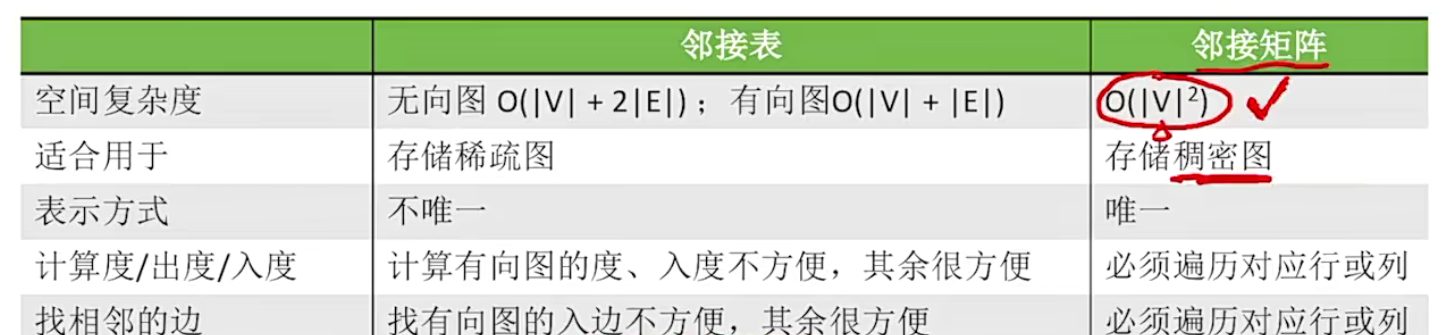 邻接表 邻接矩阵
空间复杂度 无向图 O(|V| + 2|E|)；有向图O(|V| + |E|) O(|V|²)
适合用于 存储稀疏图 存储稠密图
表示方式 不唯一 唯一
计算度/出度/入度 计算有向图的度、入度不方便，其余很方便 必须遍历对应行或列
找相邻的边 找有向图的入边不方便，其余很方便 必须遍历对应行或列